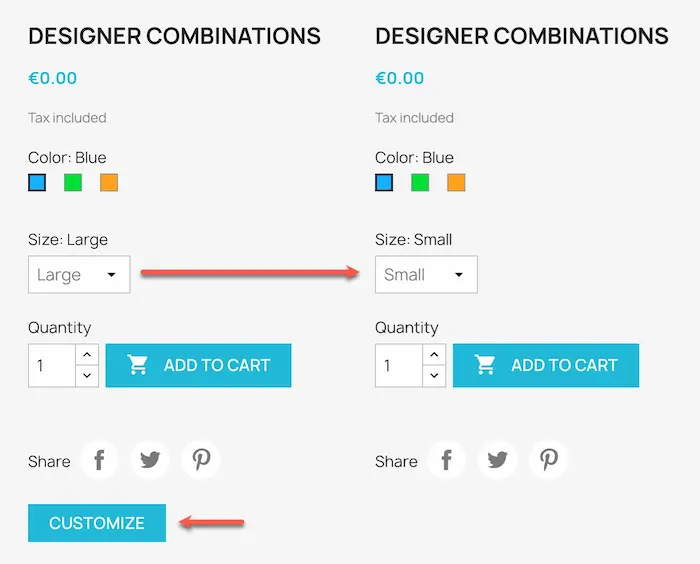 DESIGNER COMBINATIONS
€0.00
Tax included
Color: Blue
Size: Large
Large
Quantity
1
ADD TO CART
Share
CUSTOMIZE
DESIGNER COMBINATIONS
€0.00
Tax included
Color: Blue
Size: Small
Small
Quantity
1
ADD TO CART
Share